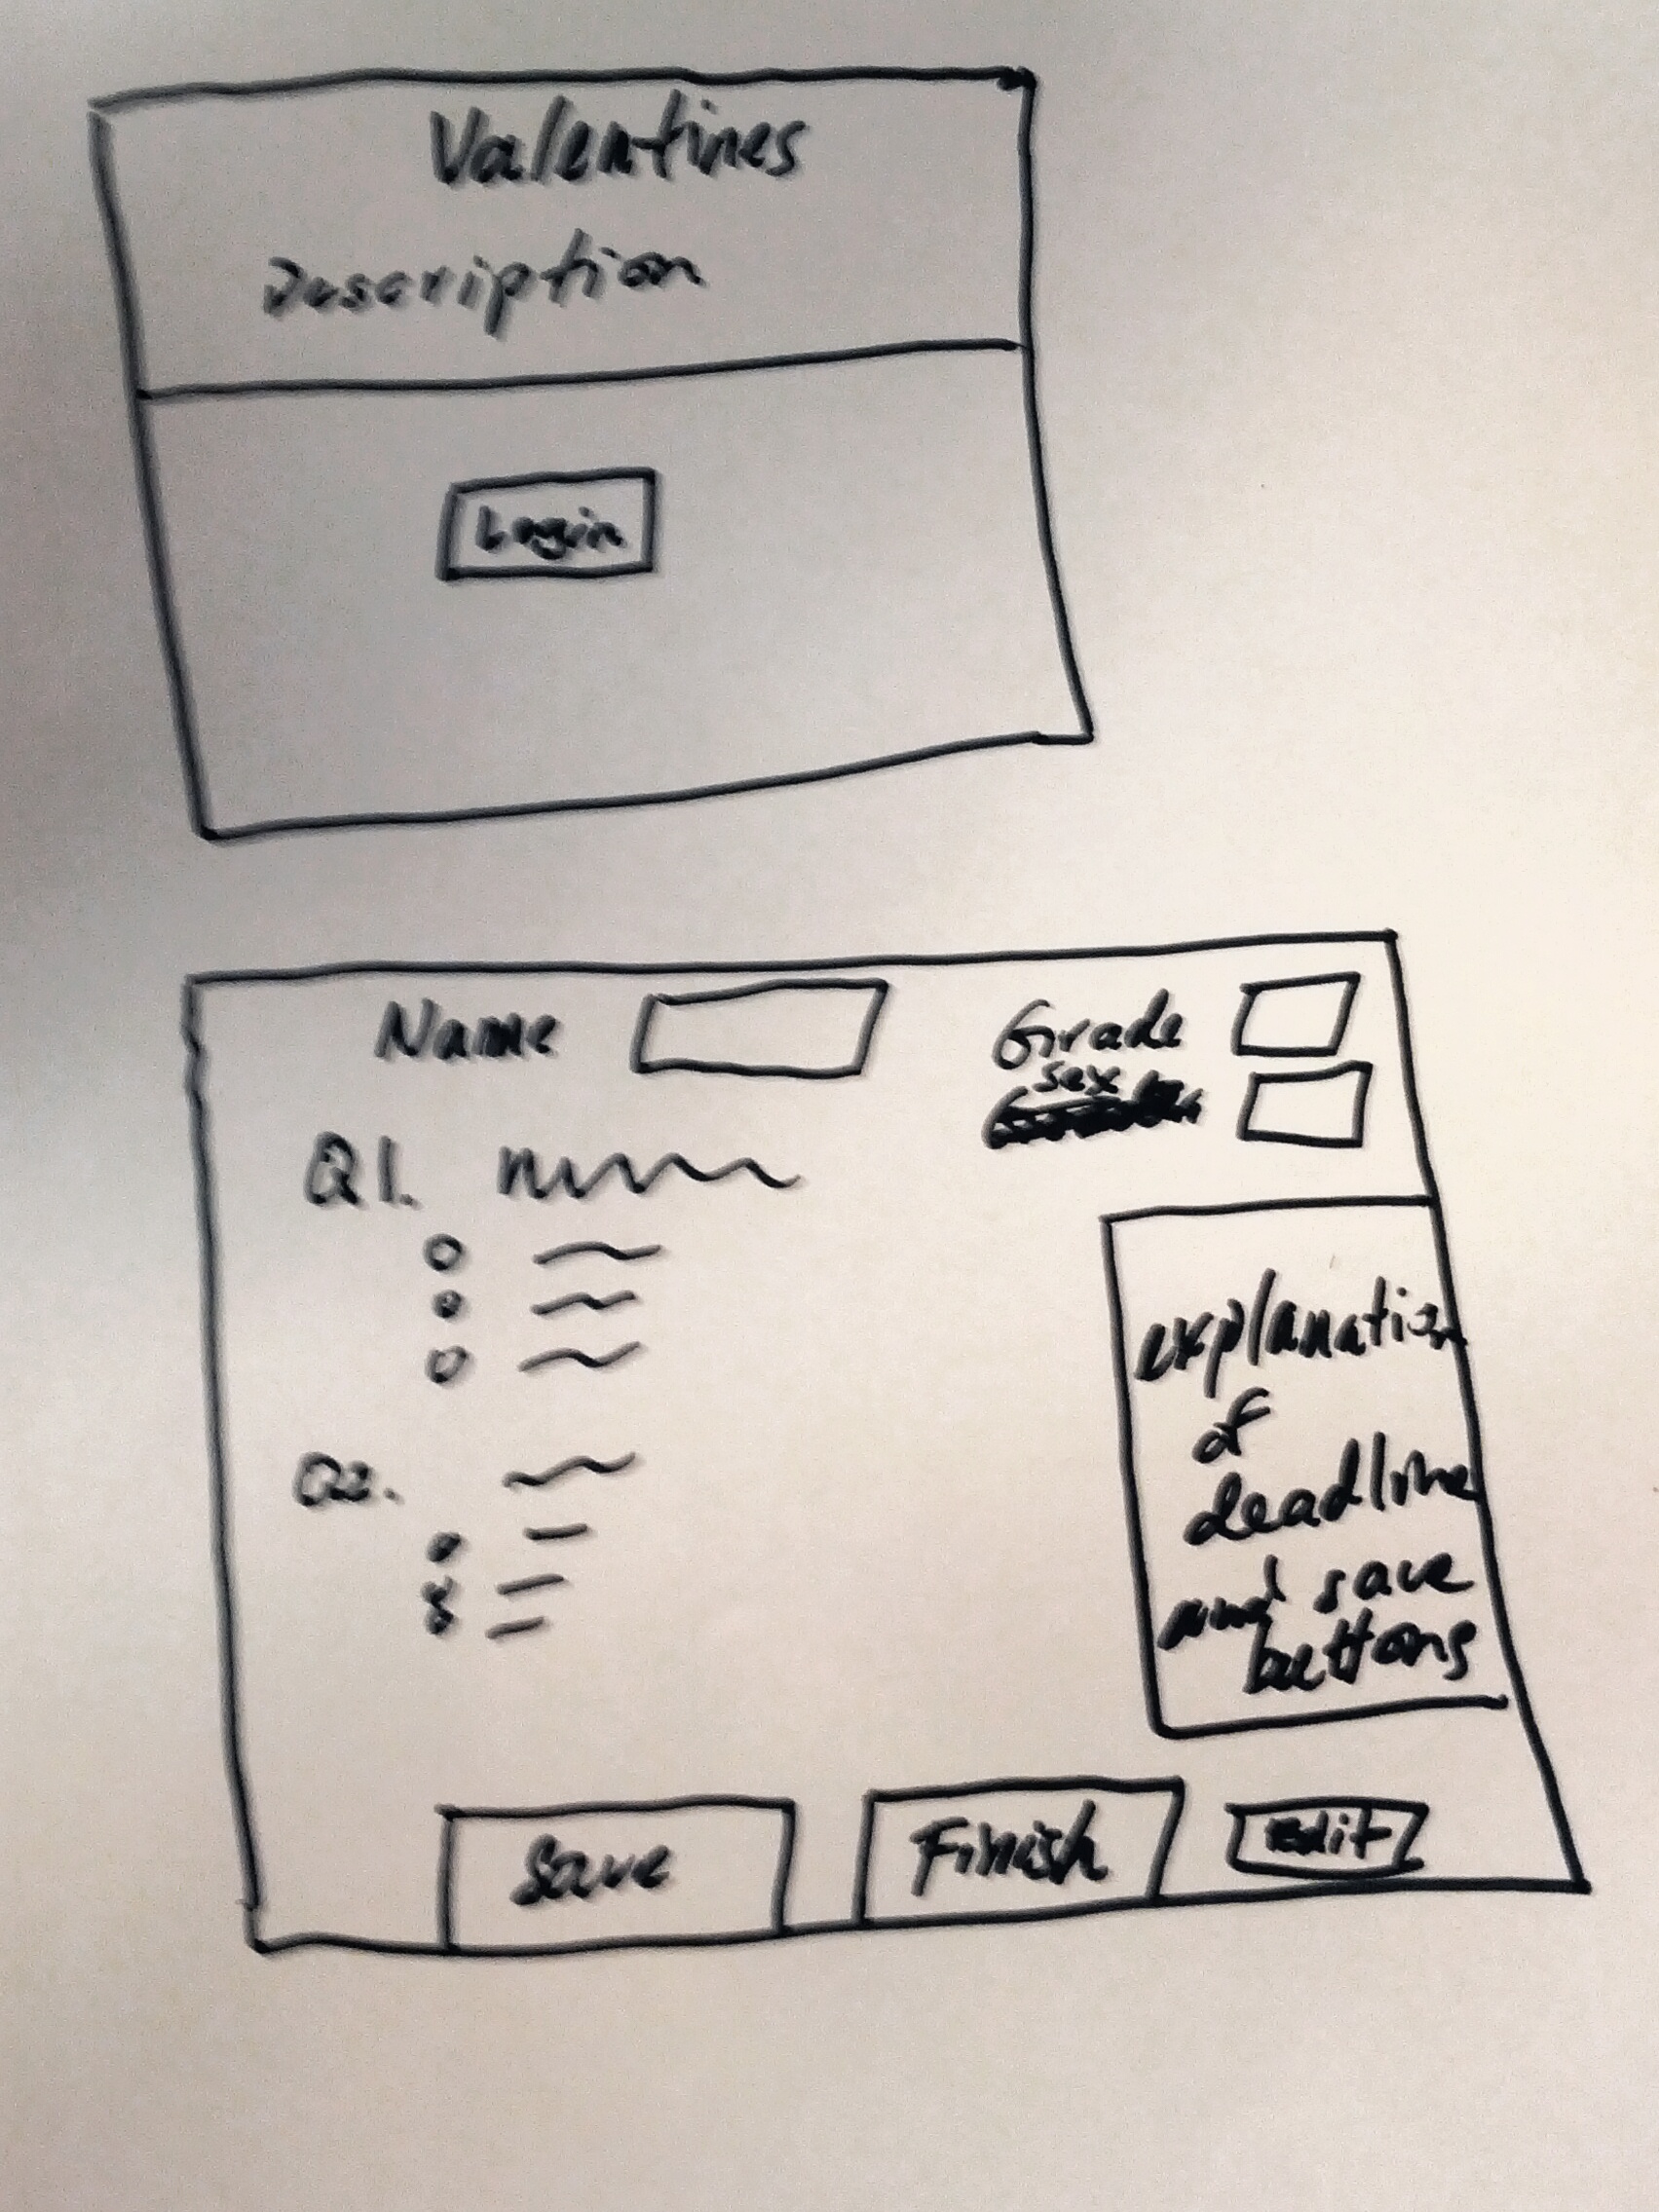 Valentines
Description
Login
Name
Grade
sex
Q1.
Q2.
explanation
of
deadline
and save
buttons
Save
Finish
Edit